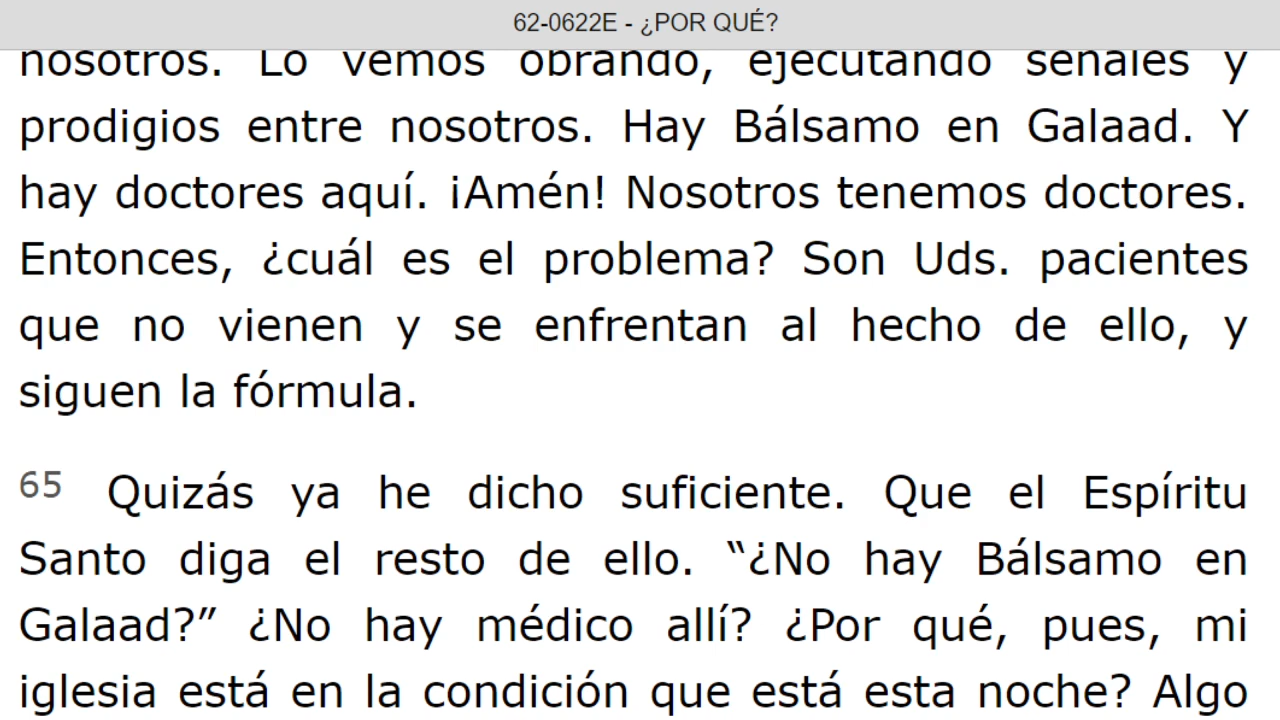 62-0622E - ¿POR QUÉ?
nosotros. Lo vemos obrando, ejecutando señales y
prodigios entre nosotros. Hay Bálsamo en Galaad. Y
hay doctores aquí. ¡Amén! Nosotros tenemos doctores.
Entonces, ¿cuál es el problema? Son Uds. pacientes
que no vienen y se enfrentan al hecho de ello, y
siguen la fórmula.
65 Quizás ya he dicho suficiente. Que el Espíritu
Santo diga el resto de ello. “¿No hay Bálsamo en
Galaad?” ¿No hay médico allí? ¿Por qué, pues, mi
iglesia está en la condición que está esta noche? Algo